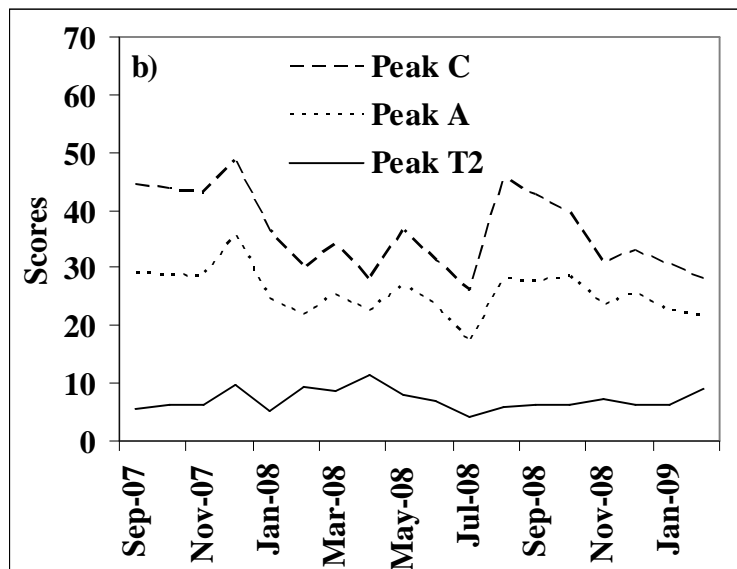 70
60
50
40
30
20
10
0
Scores
b)
Peak C
Peak A
Peak T2
Sep-07
Nov-07
Jan-08
Mar-08
May-08
Jul-08
Sep-08
Nov-08
Jan-09